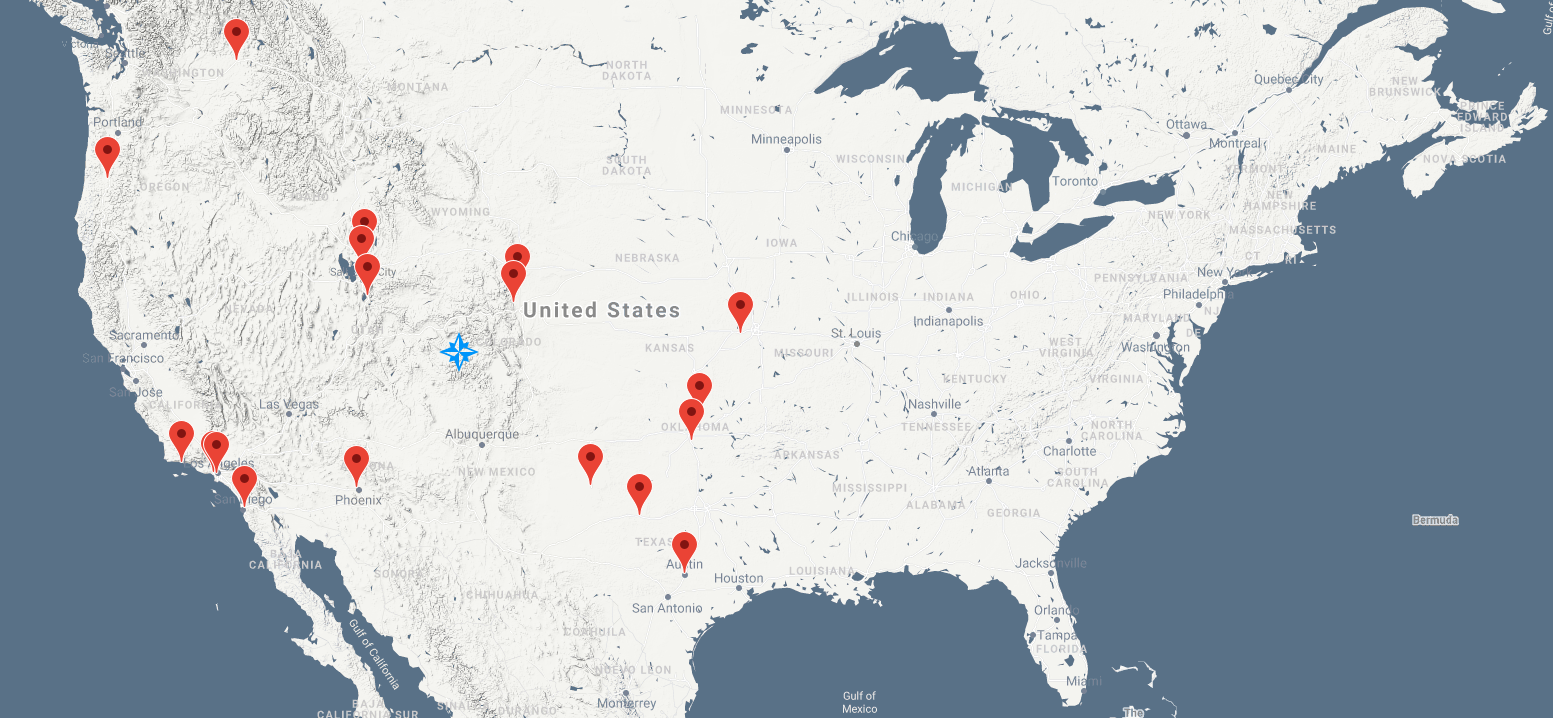 Quebec City
NEW
BRUNSWICK
PRINCE
EDWARD
ISLAND
Gulf of
Victoria
Seattle
WASHINGTON
MONTANA
NORTH
DAKOTA
MINNESOTA
Ottawa
Montreal
MAINE
NOVA SCOTIA
Portland
Minneapolis
WISCONSIN
SOUTH
DAKOTA
MICHIGAN
Toronto
VERMONT
NEW
HAMPSHIRE
OREGON
IDAHO
WYOMING
NEW YORK
MASSACHUSETTS
Chicago
IOWA
NEBRASKA
CT
RI
Salt Lake City
PENNSYLVANIA
New York
Philadelphia
ILLINOIS
INDIANA
OHIO
NEVADA
United States
Indianapolis
MARYLAND
NJ
DE
UTAH
COLORADO
St. Louis
Sacramento
San Francisco
KANSAS
MISSOURI
WEST
VIRGINIA
Washington
San Jose
CALIFORNIA
Las Vegas
KENTUCKY
VIRGINIA
Nashville
TENNESSEE
OKLAHOMA
NORTH
CAROLINA
Albuquerque
Charlotte
ARKANSAS
Los Angeles
ARIZONA
NEW MEXICO
Atlanta
SOUTH
CAROLINA
MISSISSIPPI
San Diego
Phoenix
ALABAMA
GEORGIA
Bermuda
TEXAS
BAJA
CALIFORNIA
Austin
Houston
LOUISIANA
Jacksonville
SONORA
CHIHUAHUA
San Antonio
Orlando
Tampa
FLORIDA
COAHUILA
Gulf of California
NUEVO LEON
Miami
Monterrey
Gulf of
Mexico
BAJA
CALIFORNIA SUR
SINALOA
DURANGO
The